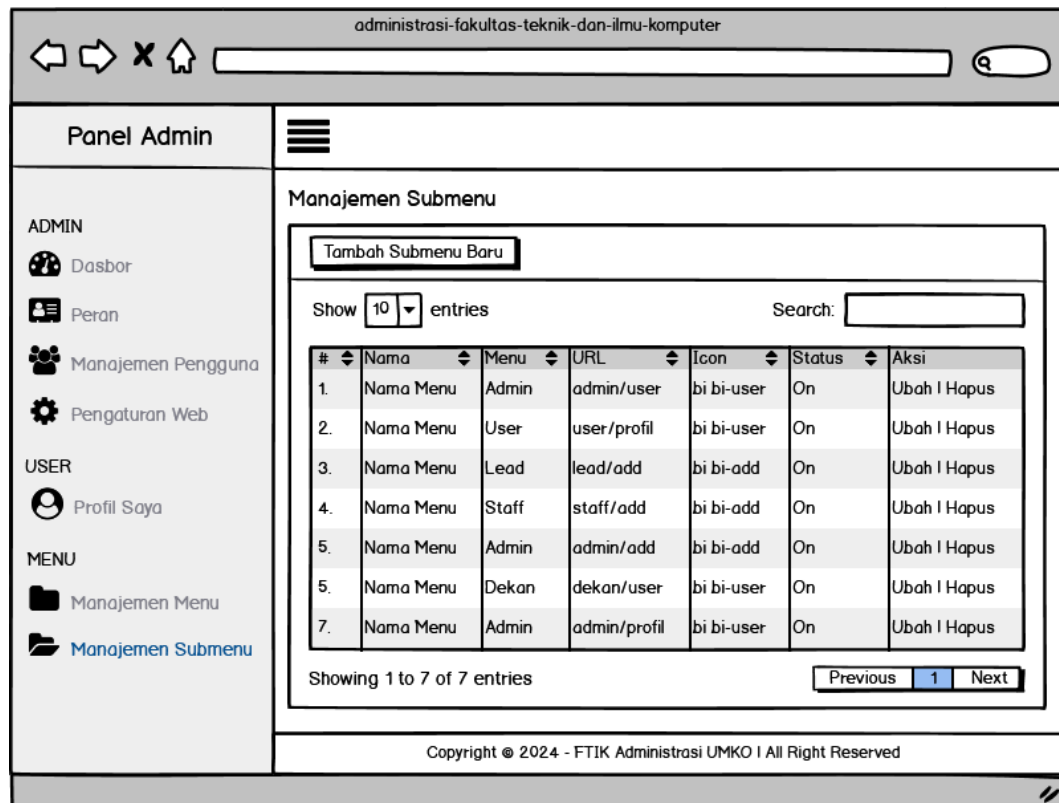 administrasi-fakultas-teknik-dan-ilmu-komputer
Panel Admin
ADMIN
Dasbor
Peran
Manajemen Pengguna
Pengaturan Web
USER
Profil Saya
MENU
Manajemen Menu
Manajemen Submenu
Manajemen Submenu
Tambah Submenu Baru
Show 10 entries Search:
# Nama Menu URL Icon Status Aksi
1. Nama Menu Admin admin/user bi bi-user On Ubah | Hapus
2. Nama Menu User user/profil bi bi-user On Ubah | Hapus
3. Nama Menu Lead lead/add bi bi-add On Ubah | Hapus
4. Nama Menu Staff staff/add bi bi-add On Ubah | Hapus
5. Nama Menu Admin admin/add bi bi-add On Ubah | Hapus
5. Nama Menu Dekan dekan/user bi bi-user On Ubah | Hapus
7. Nama Menu Admin admin/profil bi bi-user On Ubah | Hapus
Showing 1 to 7 of 7 entries Previous 1 Next
Copyright © 2024 - FTIK Administrasi UMKO | All Right Reserved